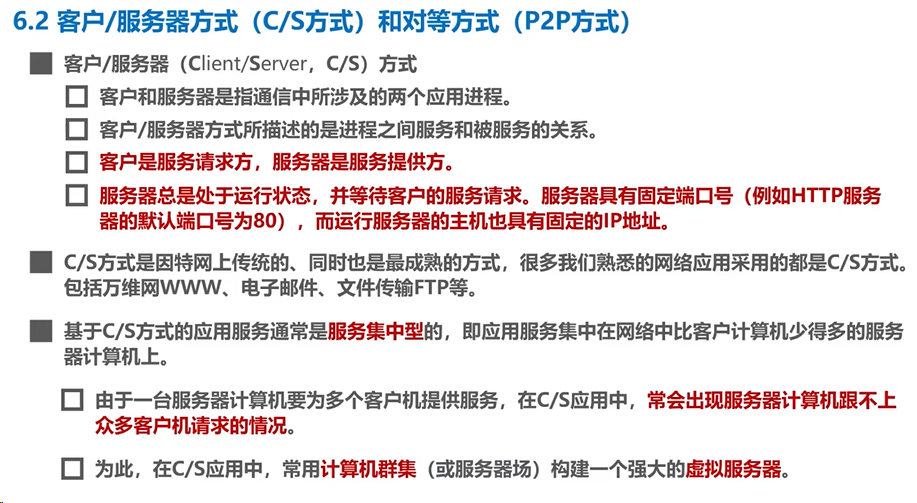 6.2 客户/服务器方式（C/S方式）和对等方式（P2P方式）
客户/服务器（Client/Server，C/S）方式
客户和服务器是指通信中所涉及的两个应用进程。
客户/服务器方式所描述的是进程之间服务和被服务的关系。
客户是服务请求方，服务器是服务提供方。
服务器总是处于运行状态，并等待客户的服务请求。服务器具有固定端口号（例如HTTP服务
器的默认端口号为80），而运行服务器的主机也具有固定的IP地址。
C/S方式是因特网上传统的、同时也是最成熟的方式，很多我们熟悉的网络应用采用的都是C/S方式。
包括万维网WWW、电子邮件、文件传输FTP等。
基于C/S方式的应用服务通常是服务集中型的，即应用服务集中在网络中比客户计算机少得多的服务
器计算机上。
由于一台服务器计算机要为多个客户机提供服务，在C/S应用中，常会出现服务器计算机跟不上
众多客户机请求的情况。
为此，在C/S应用中，常用计算机群集（或服务器场）构建一个强大的虚拟服务器。